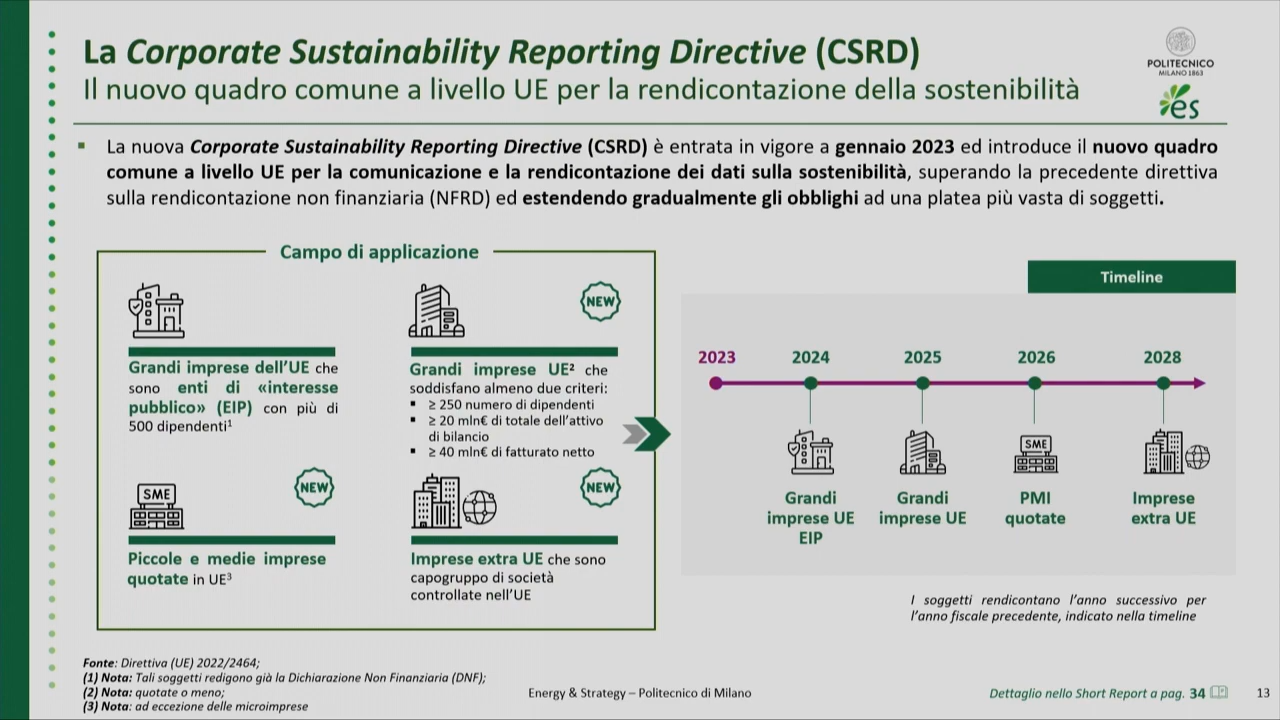 La Corporate Sustainability Reporting Directive (CSRD)
Il nuovo quadro comune a livello UE per la rendicontazione della sostenibilità
POLITECNICO
MILANO 1863
es
▪ La nuova Corporate Sustainability Reporting Directive (CSRD) è entrata in vigore a gennaio 2023 ed introduce il nuovo quadro
comune a livello UE per la comunicazione e la rendicontazione dei dati sulla sostenibilità, superando la precedente direttiva
sulla rendicontazione non finanziaria (NFRD) ed estendendo gradualmente gli obblighi ad una platea più vasta di soggetti.
Campo di applicazione
Grandi imprese dell'UE che
sono enti di «interesse
pubblico» (EIP) con più di
500 dipendenti¹
NEW
Grandi imprese UE² che
soddisfano almeno due criteri:
▪ ≥ 250 numero di dipendenti
▪ ≥ 20 mln€ di totale dell'attivo
di bilancio
▪ ≥ 40 mln€ di fatturato netto
SME
NEW
Piccole e medie imprese
quotate in UE³
NEW
Imprese extra UE che sono
capogruppo di società
controllate nell'UE
Timeline
2023
2024
2025
2026
2028
SME
Grandi
imprese UE
EIP
Grandi
imprese UE
PMI
quotate
Imprese
extra UE
I soggetti rendicontano l'anno successivo per
l'anno fiscale precedente, indicato nella timeline
Fonte: Direttiva (UE) 2022/2464;
(1) Nota: Tali soggetti redigono già la Dichiarazione Non Finanziaria (DNF);
(2) Nota: quotate o meno;
(3) Nota: ad eccezione delle microimprese
Energy & Strategy – Politecnico di Milano
Dettaglio nello Short Report a pag. 34
13